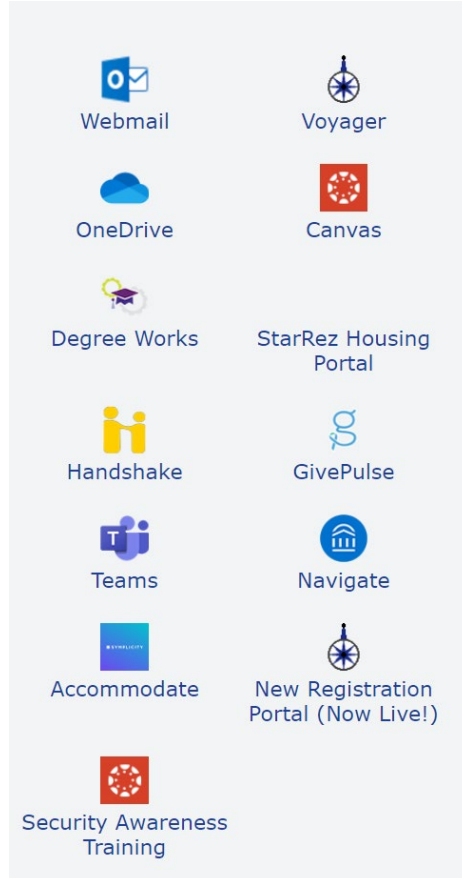 Webmail
Voyager
OneDrive
Canvas
Degree Works
StarRez Housing
Portal
Handshake
GivePulse
Teams
Navigate
SYMPLICITY
Accommodate
New Registration
Portal (Now Live!)
Security Awareness
Training